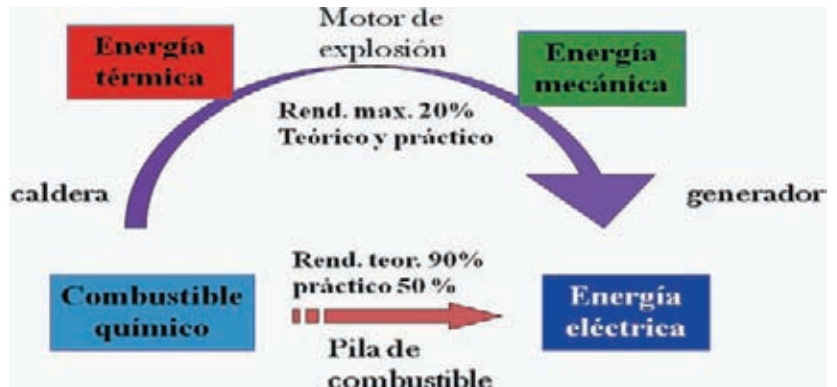 Motor de
explosión
Energía
térmica
Energía
mecánica
Rend. max. 20%
Teórico y práctico
caldera
generador
Rend. teor. 90%
práctico 50 %
Combustible
químico
Energía
eléctrica
Pila de
combustible